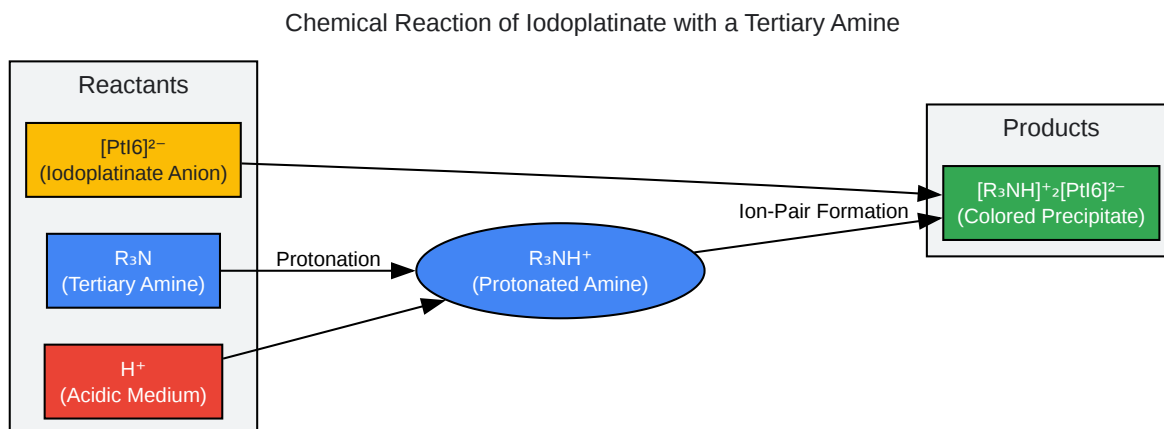 Chemical Reaction of Iodoplatinate with a Tertiary Amine
Reactants
[PtI6]²⁻
(Iodoplatinate Anion)
R₃N
(Tertiary Amine)
H⁺
(Acidic Medium)
Protonation
R₃NH⁺
(Protonated Amine)
Ion-Pair Formation
Products
[R₃NH]⁺₂[PtI6]²⁻
(Colored Precipitate)